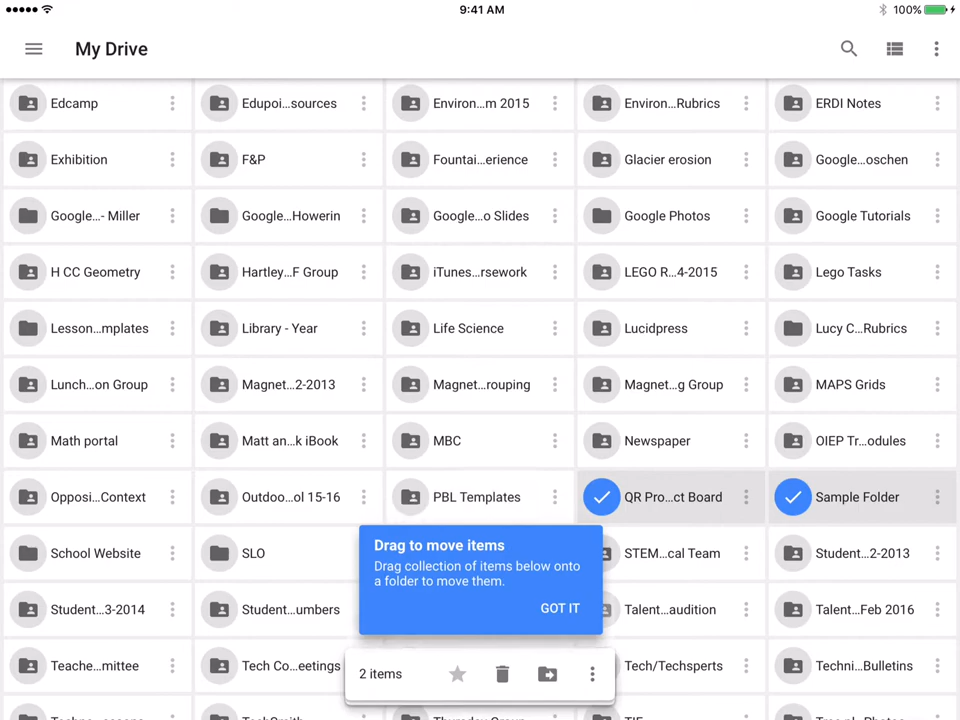 9:41 AM
100%
My Drive
Edcamp
Edupoi...sources
Environ...m 2015
Environ...Rubrics
ERDI Notes
Exhibition
F&P
Fountai...erience
Glacier erosion
Google...oschen
Google...- Miller
Google...Howerin
Google...o Slides
Google Photos
Google Tutorials
H CC Geometry
Hartley...F Group
iTunes...rsework
LEGO R...4-2015
Lego Tasks
Lesson...mplates
Library - Year
Life Science
Lucidpress
Lucy C...Rubrics
Lunch...on Group
Magnet...2-2013
Magnet...rouping
Magnet...g Group
MAPS Grids
Math portal
Matt an...k iBook
MBC
Newspaper
OIEP Tr...odules
Opposi...Context
Outdoo...ol 15-16
PBL Templates
QR Pro...ct Board
Sample Folder
School Website
SLO
Drag to move items
Drag collection of items below onto
a folder to move them.
GOT IT
STEM...cal Team
Student...2-2013
Student...3-2014
Student...umbers
Talent...audition
Talent...Feb 2016
Teache...mittee
Tech Co...eetings
2 items
Tech/Techsperts
Techni...Bulletins